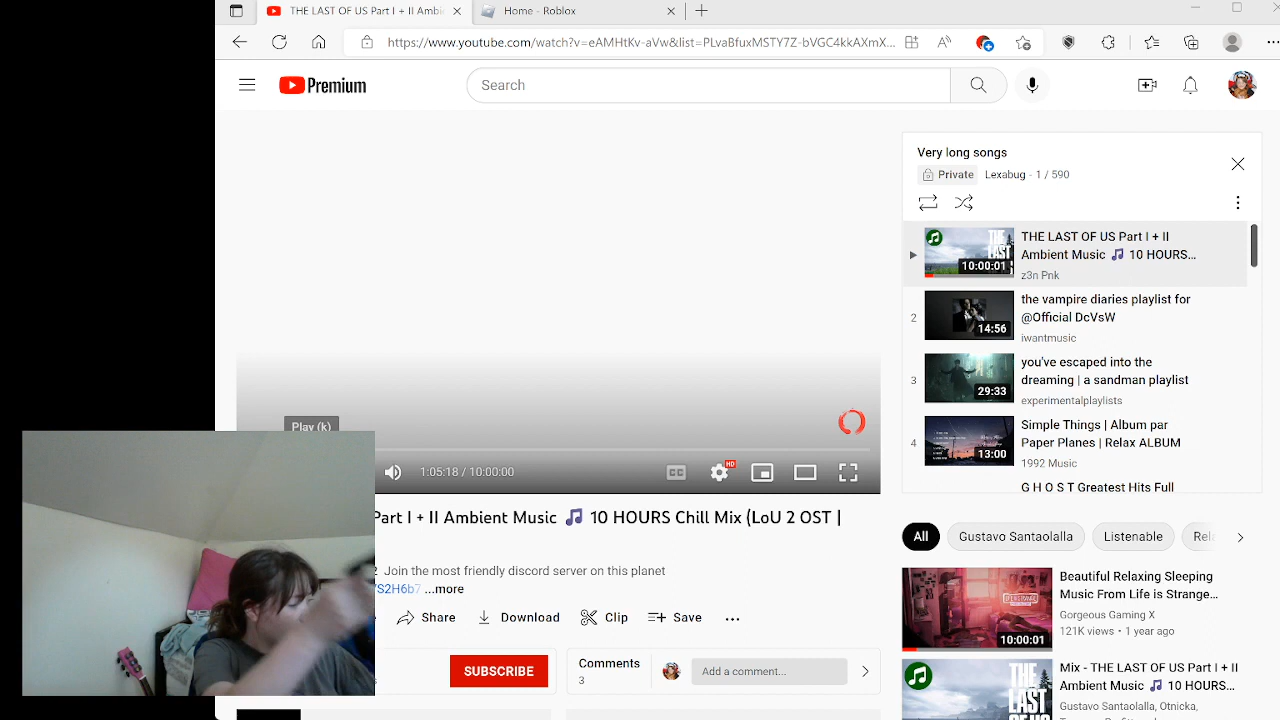 THE LAST OF US Part I + II Ambi
Home - Roblox
https://www.youtube.com/watch?v=eAMHtKv-aVw&list=PLvaBfuxMSTY7Z-bVGC4kkAXmX...
Premium
Search
Very long songs
Private
Lexabug - 1 / 590
THE LAST OF US Part I + II
Ambient Music 🎵 10 HOURS...
z3n Pnk
10:00:01
2
the vampire diaries playlist for
@Official DcVsW
iwantmusic
14:56
3
you've escaped into the
dreaming | a sandman playlist
experimentalplaylists
29:33
4
Simple Things | Album par
Paper Planes | Relax ALBUM
1992 Music
13:00
G H O S T Greatest Hits Full
Play (k)
1:05:18 / 10:00:00
CC
HD
Part I + II Ambient Music 🎵 10 HOURS Chill Mix (LoU 2 OST |
Join the most friendly discord server on this planet
/S2H6b7 ...more
Share
Download
Clip
Save
SUBSCRIBE
Comments
3
Add a comment...
All
Gustavo Santaolalla
Listenable
Rel
Beautiful Relaxing Sleeping
Music From Life is Strange...
Gorgeous Gaming X
121K views • 1 year ago
10:00:01
Mix - THE LAST OF US Part I + II
Ambient Music 🎵 10 HOURS...
Gustavo Santaolalla, Otnicka,
THE